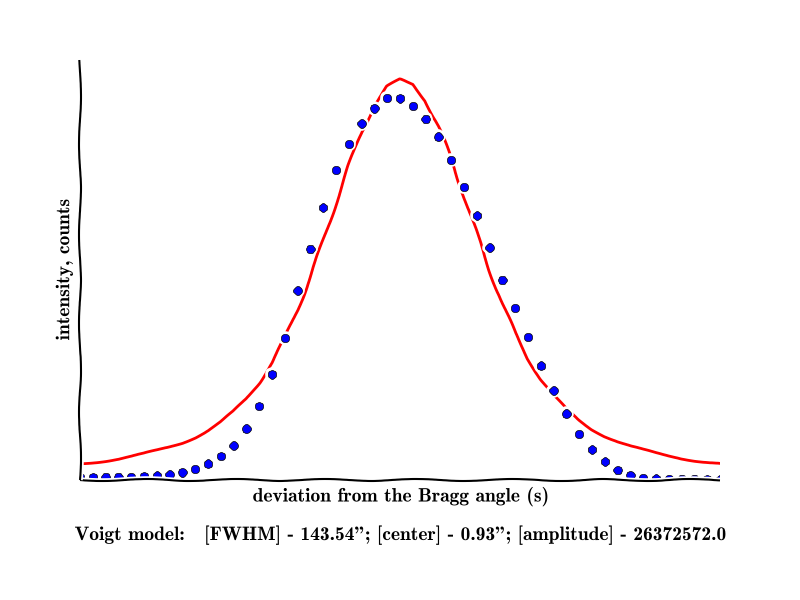 intensity, counts
deviation from the Bragg angle (s)
Voigt model: [FWHM] - 143.54”; [center] - 0.93”; [amplitude] - 26372572.0